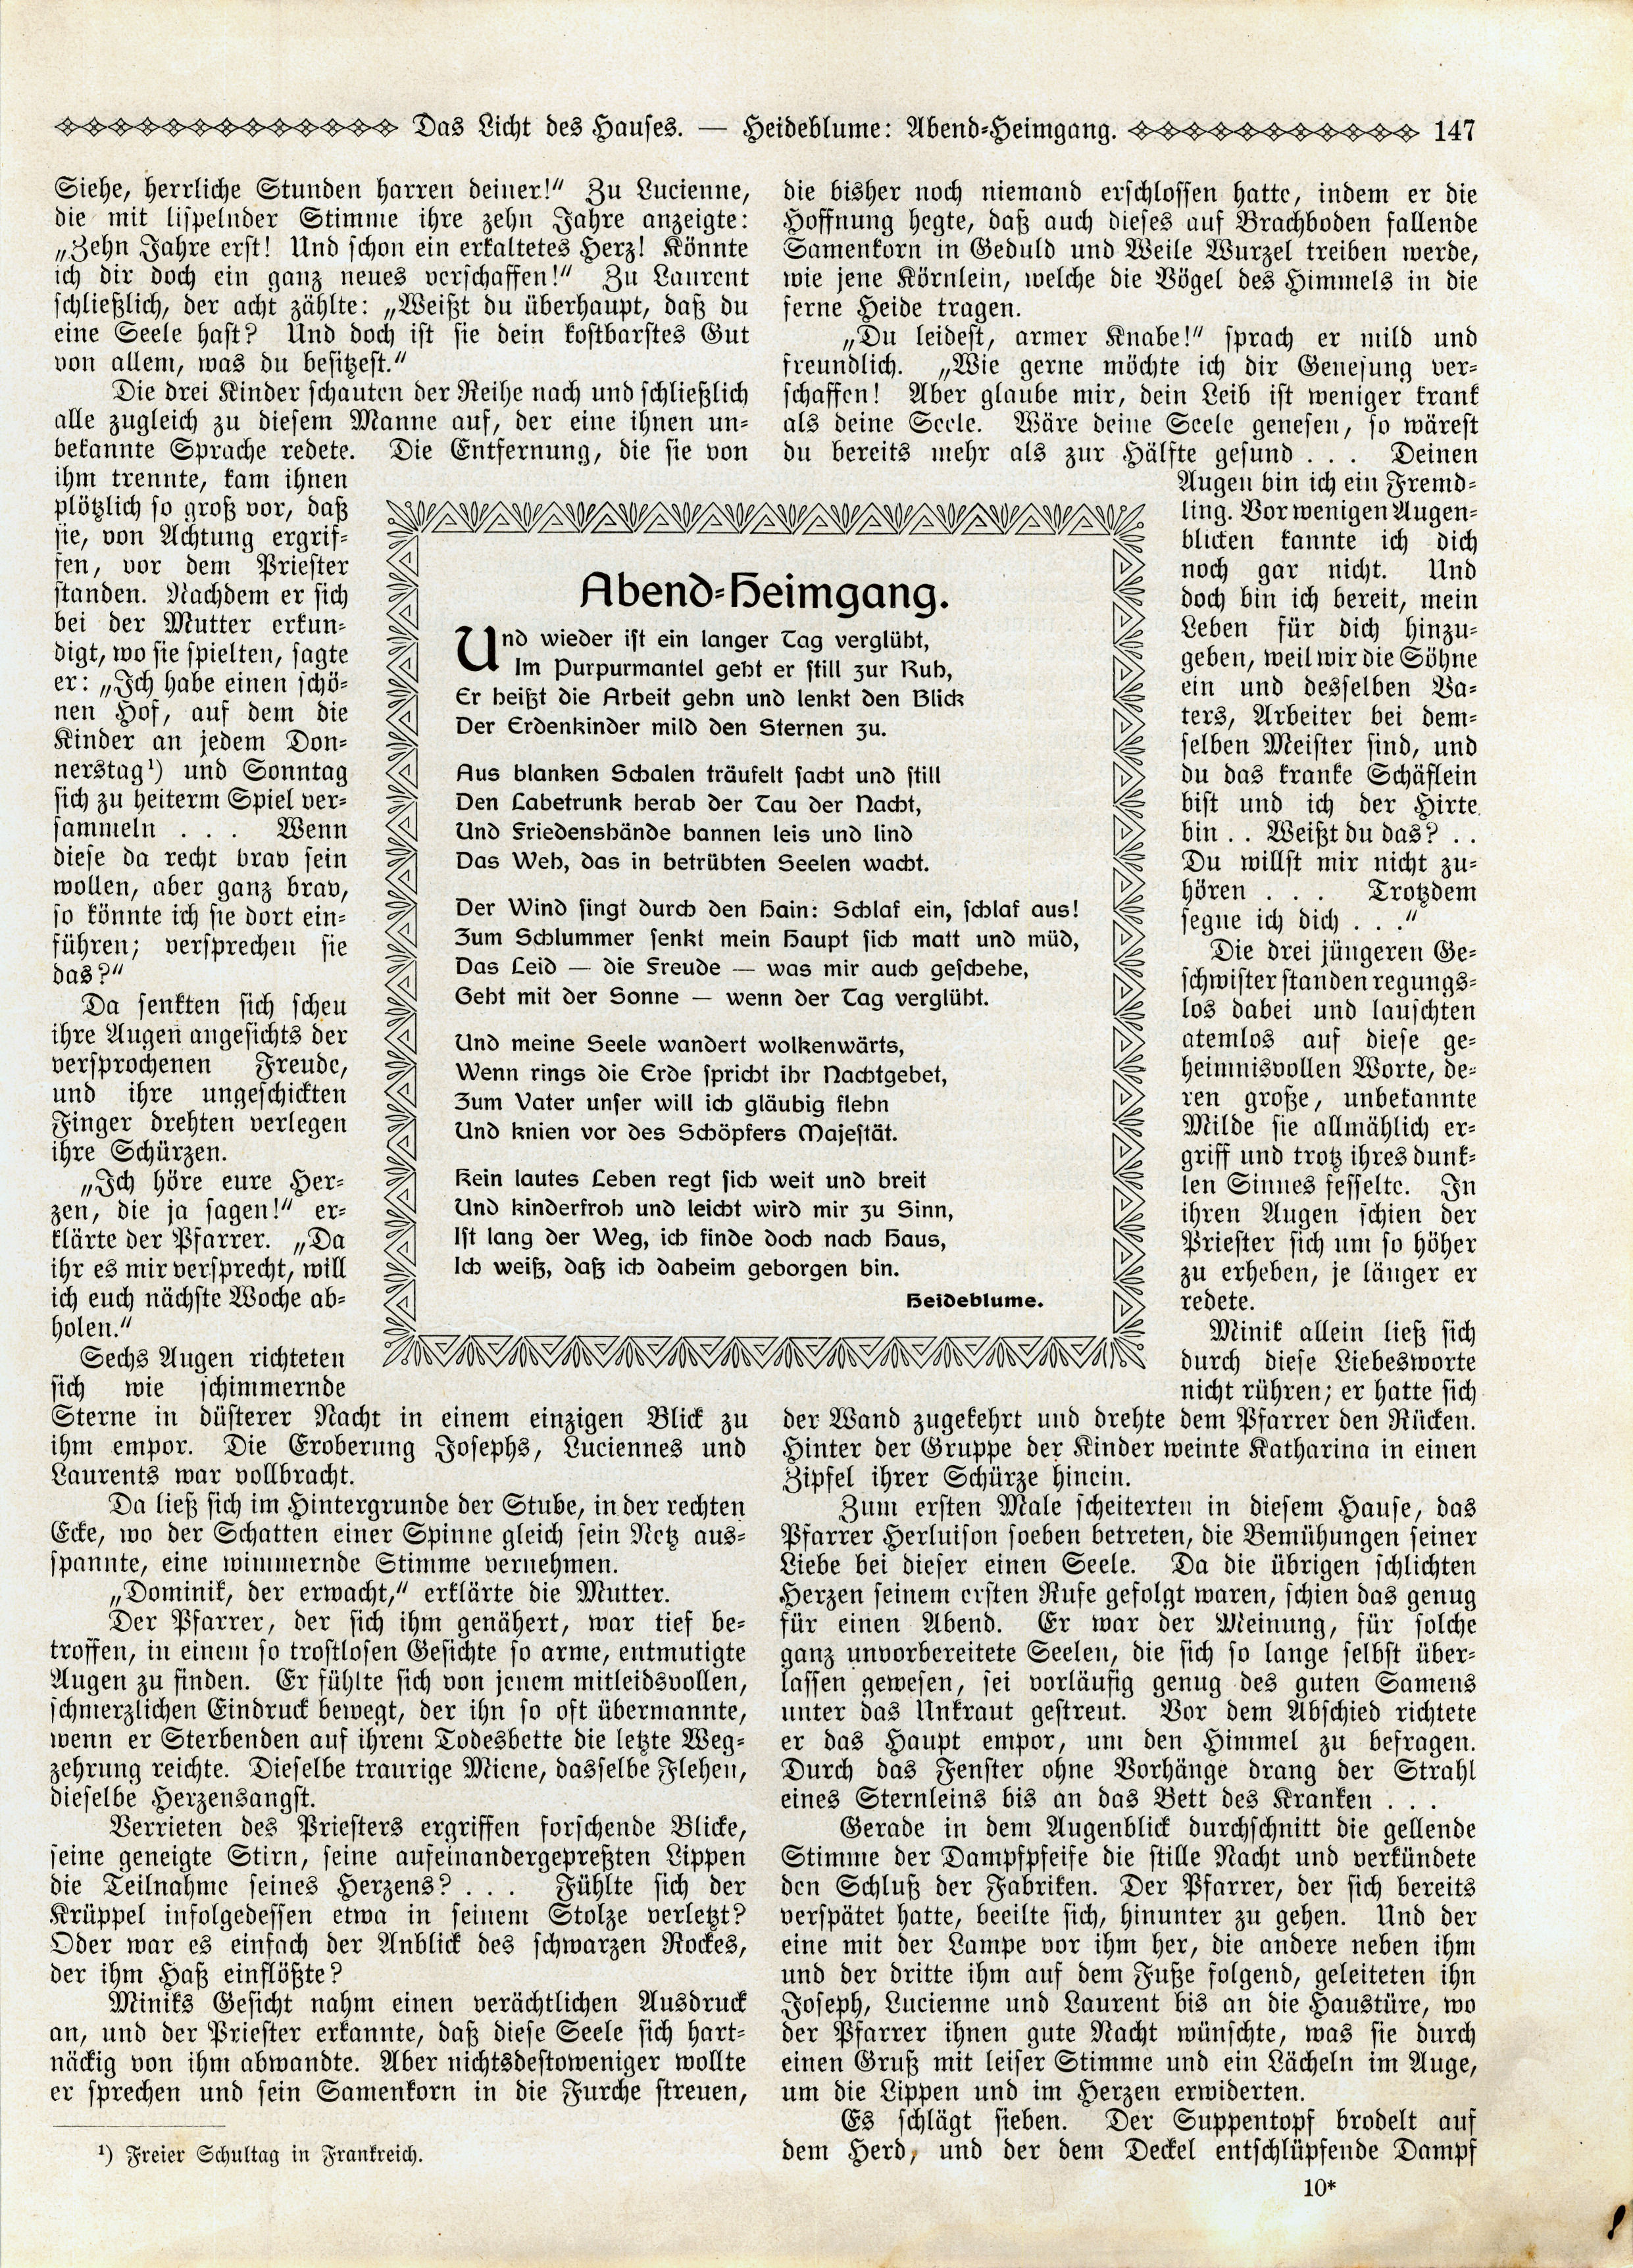 Das Licht des Hauses. — Heideblume: Abend-Heimgang. 147
Siehe, herrliche Stunden harren deiner!“ Zu Lucienne,
die mit lispelnder Stimme ihre zehn Jahre anzeigte:
„Zehn Jahre erst! Und schon ein erkaltetes Herz! Könnte
ich dir doch ein ganz neues verschaffen!“ Zu Laurent
schließlich, der acht zählte: „Weißt du überhaupt, daß du
eine Seele hast? Und doch ist sie dein kostbarstes Gut
von allem, was du besitzest.“
Die drei Kinder schauten der Reihe nach und schließlich
alle zugleich zu diesem Manne auf, der eine ihnen un-
bekannte Sprache redete. Die Entfernung, die sie von
ihm trennte, kam ihnen
plötzlich so groß vor, daß
sie, von Achtung ergrif-
fen, vor dem Priester
standen. Nachdem er sich
bei der Mutter erkun-
digt, wo sie spielten, sagte
er: „Ich habe einen schö-
nen Hof, auf dem die
Kinder an jedem Don-
nerstag¹) und Sonntag
sich zu heiterm Spiel ver-
sammeln . . . Wenn
diese da recht brav sein
wollen, aber ganz brav,
so könnte ich sie dort ein-
führen; versprechen sie
das?“
Da senkten sich scheu
ihre Augen angesichts der
versprochenen Freude,
und ihre ungeschickten
Finger drehten verlegen
ihre Schürzen.
„Ich höre eure Her-
zen, die ja sagen!“ er-
klärte der Pfarrer. „Da
ihr es mir versprecht, will
ich euch nächste Woche ab-
holen.“
Sechs Augen richteten
sich wie schimmernde
Sterne in düsterer Nacht in einem einzigen Blick zu
ihm empor. Die Eroberung Josephs, Luciennes und
Laurents war vollbracht.
Da ließ sich im Hintergrunde der Stube, in der rechten
Ecke, wo der Schatten einer Spinne gleich sein Netz aus-
spannte, eine wimmernde Stimme vernehmen.
„Dominik, der erwacht,“ erklärte die Mutter.
Der Pfarrer, der sich ihm genähert, war tief be-
troffen, in einem so trostlosen Gesichte so arme, entmutigte
Augen zu finden. Er fühlte sich von jenem mitleidsvollen,
schmerzlichen Eindruck bewegt, der ihn so oft übermannte,
wenn er Sterbenden auf ihrem Todesbette die letzte Weg-
zehrung reichte. Dieselbe traurige Miene, dasselbe Flehen,
dieselbe Herzensangst.
Verrieten des Priesters ergriffen forschende Blicke,
seine geneigte Stirn, seine aufeinandergepreßten Lippen
die Teilnahme seines Herzens? . . . Fühlte sich der
Krüppel infolgedessen etwa in seinem Stolze verletzt?
Oder war es einfach der Anblick des schwarzen Rockes,
der ihm Haß einflößte?
Miniks Gesicht nahm einen verächtlichen Ausdruck
an, und der Priester erkannte, daß diese Seele sich hart-
näckig von ihm abwandte. Aber nichtsdestoweniger wollte
er sprechen und sein Samenkorn in die Furche streuen,
¹) Freier Schultag in Frankreich.
Abend-Heimgang.
Und wieder ist ein langer Tag verglüht,
Im Purpurmantel geht er still zur Ruh,
Er heißt die Arbeit gehn und lenkt den Blick
Der Erdenkinder mild den Sternen zu.
Aus blanken Schalen träufelt sacht und still
Den Labetrunk herab der Tau der Nacht,
Und Friedenshände bannen leis und lind
Das Weh, das in betrübten Seelen wacht.
Der Wind singt durch den Hain: Schlaf ein, schlaf aus!
Zum Schlummer senkt mein Haupt sich matt und müd,
Das Leid — die Freude — was mir auch geschehe,
Geht mit der Sonne — wenn der Tag verglüht.
Und meine Seele wandert wolkenwärts,
Wenn rings die Erde spricht ihr Nachtgebet,
Zum Vater unser will ich gläubig flehn
Und knien vor des Schöpfers Majestät.
Kein lautes Leben regt sich weit und breit
Und kinderfroh und leicht wird mir zu Sinn,
Ist lang der Weg, ich finde doch nach Haus,
Ich weiß, daß ich daheim geborgen bin.
Heideblume.
die bisher noch niemand erschlossen hatte, indem er die
Hoffnung hegte, daß auch dieses auf Brachboden fallende
Samenkorn in Geduld und Weile Wurzel treiben werde,
wie jene Körnlein, welche die Vögel des Himmels in die
ferne Heide tragen.
„Du leidest, armer Knabe!“ sprach er mild und
freundlich. „Wie gerne möchte ich dir Genesung ver-
schaffen! Aber glaube mir, dein Leib ist weniger krank
als deine Seele. Wäre deine Seele genesen, so wärest
du bereits mehr als zur Hälfte gesund . . . Deinen
Augen bin ich ein Fremd-
ling. Vor wenigen Augen-
blicken kannte ich dich
noch gar nicht. Und
doch bin ich bereit, mein
Leben für dich hinzu-
geben, weil wir die Söhne
ein und desselben Va-
ters, Arbeiter bei dem-
selben Meister sind, und
du das kranke Schäflein
bist und ich der Hirte
bin . . Weißt du das? . .
Du willst mir nicht zu-
hören . . . Trotzdem
segne ich dich . . .“
Die drei jüngeren Ge-
schwister standen regungs-
los dabei und lauschten
atemlos auf diese ge-
heimnisvollen Worte, de-
ren große, unbekannte
Milde sie allmählich er-
griff und trotz ihres dunk-
len Sinnes fesselte. In
ihren Augen schien der
Priester sich um so höher
zu erheben, je länger er
redete.
Minik allein ließ sich
durch diese Liebesworte
nicht rühren; er hatte sich
der Wand zugekehrt und drehte dem Pfarrer den Rücken.
Hinter der Gruppe der Kinder weinte Katharina in einen
Zipfel ihrer Schürze hinein.
Zum ersten Male scheiterten in diesem Hause, das
Pfarrer Herluison soeben betreten, die Bemühungen seiner
Liebe bei dieser einen Seele. Da die übrigen schlichten
Herzen seinem ersten Rufe gefolgt waren, schien das genug
für einen Abend. Er war der Meinung, für solche
ganz unvorbereitete Seelen, die sich so lange selbst über-
lassen gewesen, sei vorläufig genug des guten Samens
unter das Unkraut gestreut. Vor dem Abschied richtete
er das Haupt empor, um den Himmel zu befragen.
Durch das Fenster ohne Vorhänge drang der Strahl
eines Sternleins bis an das Bett des Kranken . . .
Gerade in dem Augenblick durchschnitt die gellende
Stimme der Dampfpfeife die stille Nacht und verkündete
den Schluß der Fabriken. Der Pfarrer, der sich bereits
verspätet hatte, beeilte sich, hinunter zu gehen. Und der
eine mit der Lampe vor ihm her, die andere neben ihm
und der dritte ihm auf dem Fuße folgend, geleiteten ihn
Joseph, Lucienne und Laurent bis an die Haustüre, wo
der Pfarrer ihnen gute Nacht wünschte, was sie durch
einen Gruß mit leiser Stimme und ein Lächeln im Auge,
um die Lippen und im Herzen erwiderten.
Es schlägt sieben. Der Suppentopf brodelt auf
dem Herd, und der dem Deckel entschlüpfende Dampf
10*